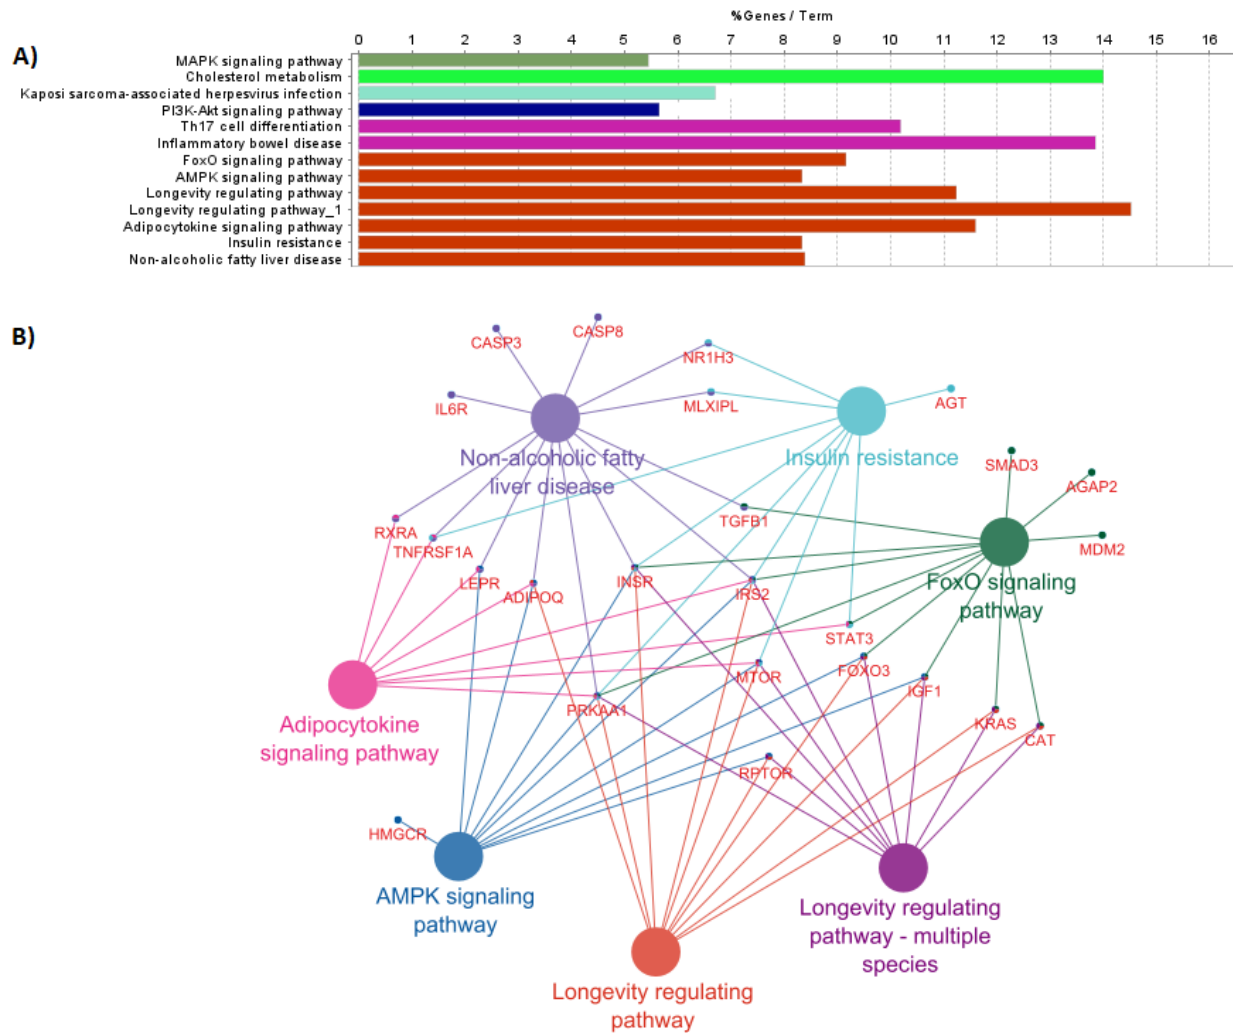 %Genes / Term
A)
0 1 2 3 4 5 6 7 8 9 10 11 12 13 14 15 16
MAPK signaling pathway
Cholesterol metabolism
Kaposi sarcoma-associated herpesvirus infection
PI3K-Akt signaling pathway
Th17 cell differentiation
Inflammatory bowel disease
FoxO signaling pathway
AMPK signaling pathway
Longevity regulating pathway
Longevity regulating pathway_1
Adipocytokine signaling pathway
Insulin resistance
Non-alcoholic fatty liver disease
B)
CASP3
CASP8
NR1H3
IL6R
MLXIPL
AGT
Non-alcoholic fatty
liver disease
Insulin resistance
SMAD3
AGAP2
RXRA
TNFRSF1A
TGFB1
MDM2
LEPR
ADIPOQ
INSR
IRS2
FoxO signaling
pathway
STAT3
MTOR
FOXO3
IGF1
PRKAA1
KRAS
CAT
Adipocytokine
signaling pathway
RPTOR
HMGCR
AMPK signaling
pathway
Longevity regulating
pathway - multiple
species
Longevity regulating
pathway